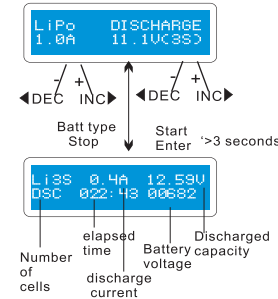 LiPo DISCHARGE
1.0A 11.1V(3S)
- + - +
DEC INC DEC INC
Batt type
Stop
Start
Enter ‘>3 seconds
Li3S 0.4A 12.59V
DSC 022:43 00682
Number
of
cells
elapsed
time
discharge
current
Battery
voltage
Discharged
capacity